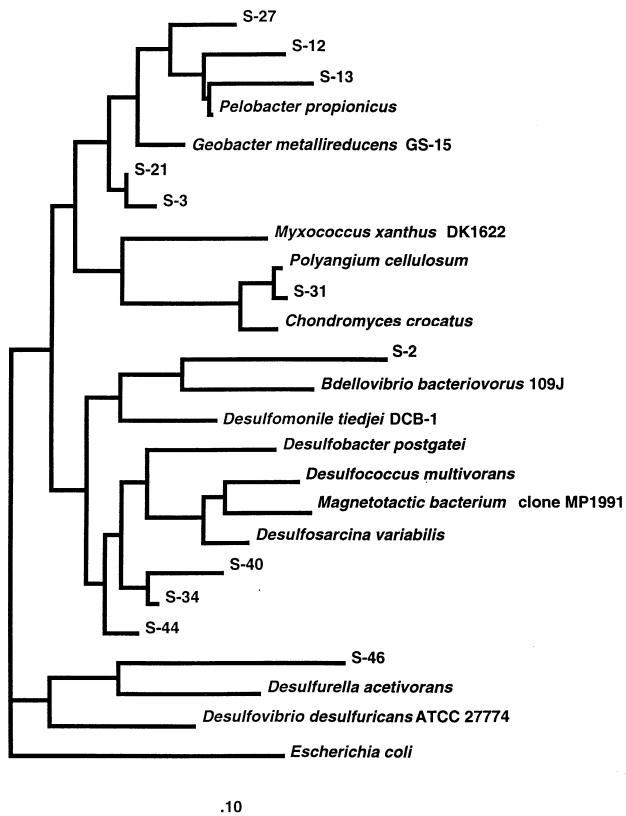 S-27
S-12
S-13
Pelobacter propionicus
Geobacter metallireducens GS-15
S-21
S-3
Myxococcus xanthus DK1622
Polyangium cellulosum
S-31
Chondromyces crocatus
S-2
Bdellovibrio bacteriovorus 109J
Desulfomonile tiedjei DCB-1
Desulfobacter postgatei
Desulfococcus multivorans
Magnetotactic bacterium clone MP1991
Desulfosarcina variabilis
S-40
S-34
S-44
S-46
Desulfurella acetivorans
Desulfovibrio desulfuricans ATCC 27774
Escherichia coli
.10